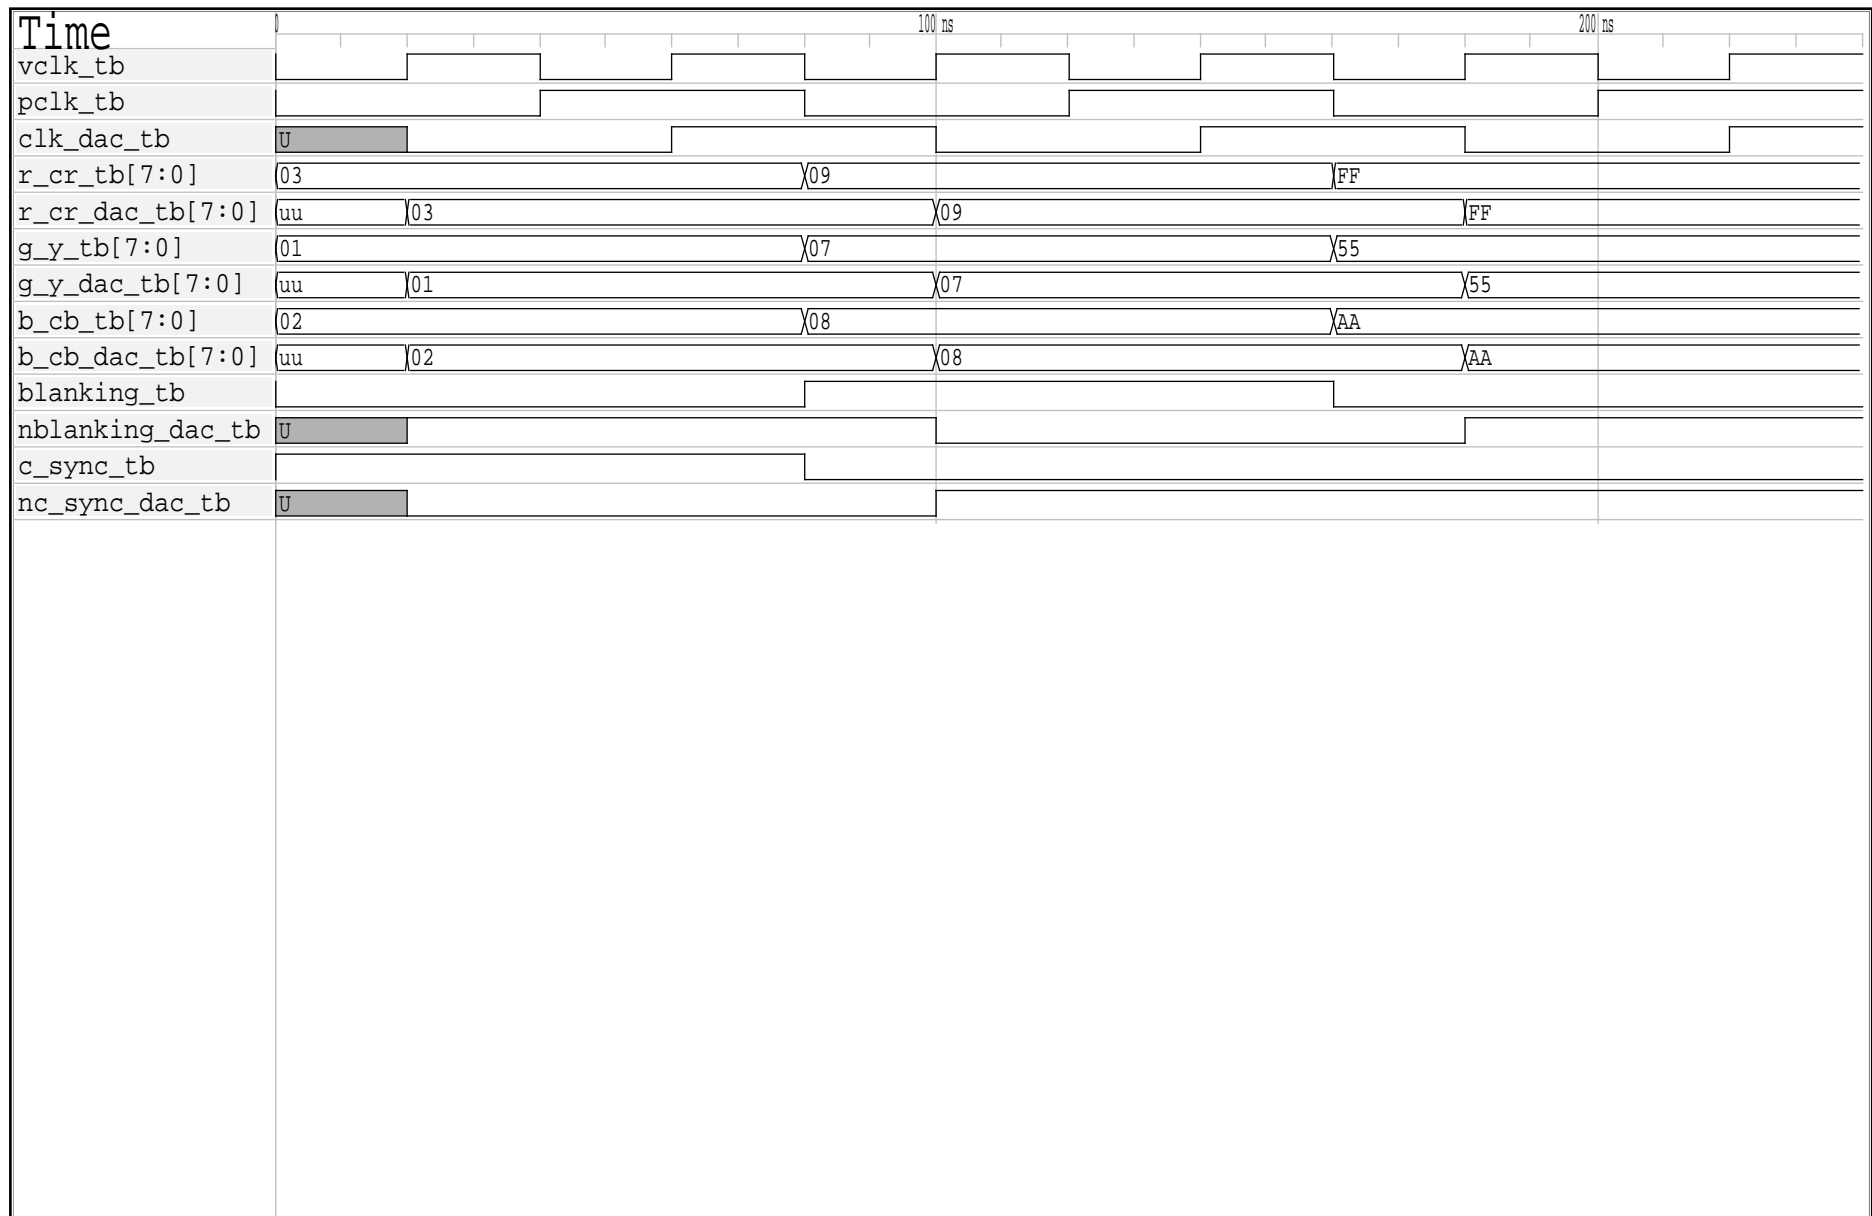 Time 0 100 ns 200 ns
vclk_tb
pclk_tb
clk_dac_tb U
r_cr_tb[7:0] 03 09 FF
r_cr_dac_tb[7:0] uu 03 09 FF
g_y_tb[7:0] 01 07 55
g_y_dac_tb[7:0] uu 01 07 55
b_cb_tb[7:0] 02 08 AA
b_cb_dac_tb[7:0] uu 02 08 AA
blanking_tb
nblanking_dac_tb U
c_sync_tb
nc_sync_dac_tb U